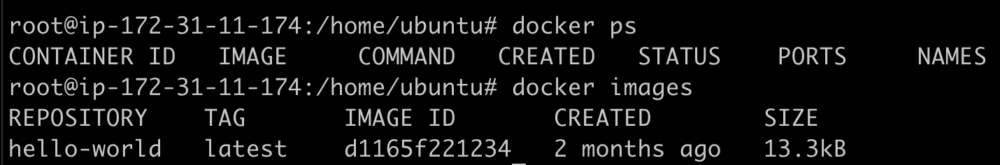 root@ip-172-31-11-174:/home/ubuntu# docker ps
CONTAINER ID   IMAGE     COMMAND   CREATED   STATUS    PORTS     NAMES
root@ip-172-31-11-174:/home/ubuntu# docker images
REPOSITORY    TAG       IMAGE ID       CREATED        SIZE
hello-world   latest    d1165f221234   2 months ago   13.3kB